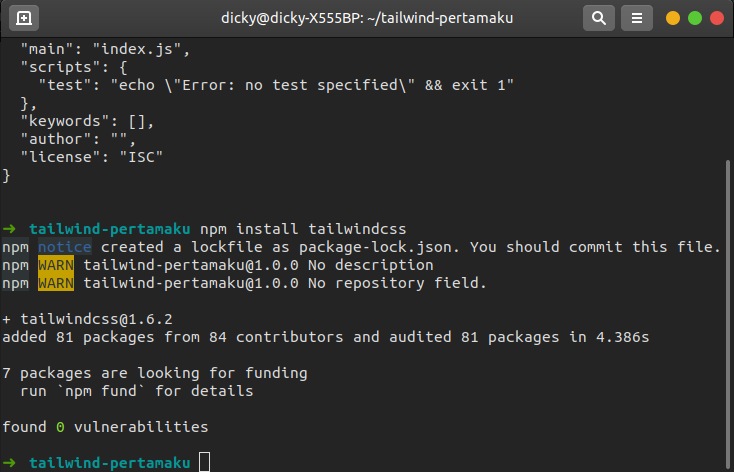 dicky@dicky-X555BP: ~/tailwind-pertamaku
"main": "index.js",
"scripts": {
"test": "echo \"Error: no test specified\" && exit 1"
},
"keywords": [],
"author": "",
"license": "ISC"
}
➜ tailwind-pertamaku npm install tailwindcss
npm notice created a lockfile as package-lock.json. You should commit this file.
npm WARN tailwind-pertamaku@1.0.0 No description
npm WARN tailwind-pertamaku@1.0.0 No repository field.
+ tailwindcss@1.6.2
added 81 packages from 84 contributors and audited 81 packages in 4.386s
7 packages are looking for funding
run `npm fund` for details
found 0 vulnerabilities
➜ tailwind-pertamaku